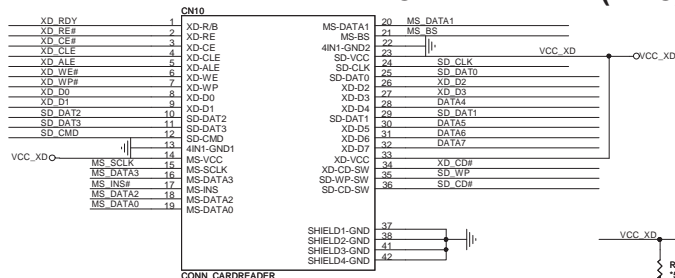 CN10
XD_RDY 1 XD-R/B
XD_RE# 2 XD-RE
XD_CE# 3 XD-CE
XD_CLE 4 XD-CLE
XD_ALE 5 XD-ALE
XD_WE# 6 XD-WE
XD_WP# 7 XD-WP
XD_D0 8 XD-D0
XD_D1 9 XD-D1
SD_DAT2 10 SD-DAT2
SD_DAT3 11 SD-DAT3
SD_CMD 12 SD-CMD
13 4IN1-GND1
VCC_XD 14 MS-VCC
MS_SCLK 15 MS-SCLK
MS_DATA3 16 MS-DATA3
MS_INS# 17 MS-INS
MS_DATA2 18 MS-DATA2
MS_DATA0 19 MS-DATA0
MS-DATA1 20 MS_DATA1
MS-BS 21 MS_BS
4IN1-GND2 22
SD-VCC 23 VCC_XD VCC_XD
SD-CLK 24 SD_CLK
SD-DAT0 25 SD_DAT0
XD-D2 26 XD_D2
XD-D3 27 XD_D3
XD-D4 28 DATA4
SD-DAT1 29 SD_DAT1
XD-D5 30 DATA5
XD-D6 31 DATA6
XD-D7 32 DATA7
XD-VCC 33
XD-CD-SW 34 XD_CD#
SD-WP-SW 35 SD_WP
SD-CD-SW 36 SD_CD#
SHIELD1-GND 37
SHIELD2-GND 38
SHIELD3-GND 41
SHIELD4-GND 42
CONN_CARDREADER
VCC_XD